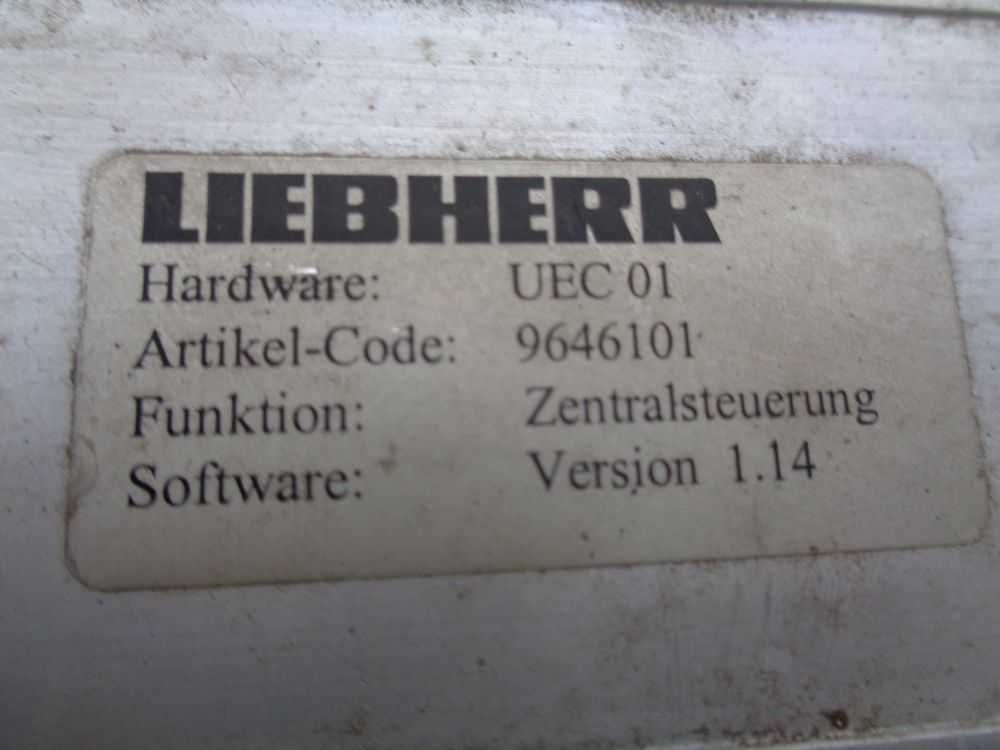 LIEBHERR
Hardware: UEC 01
Artikel-Code: 9646101
Funktion: Zentralsteuerung
Software: Version 1.14